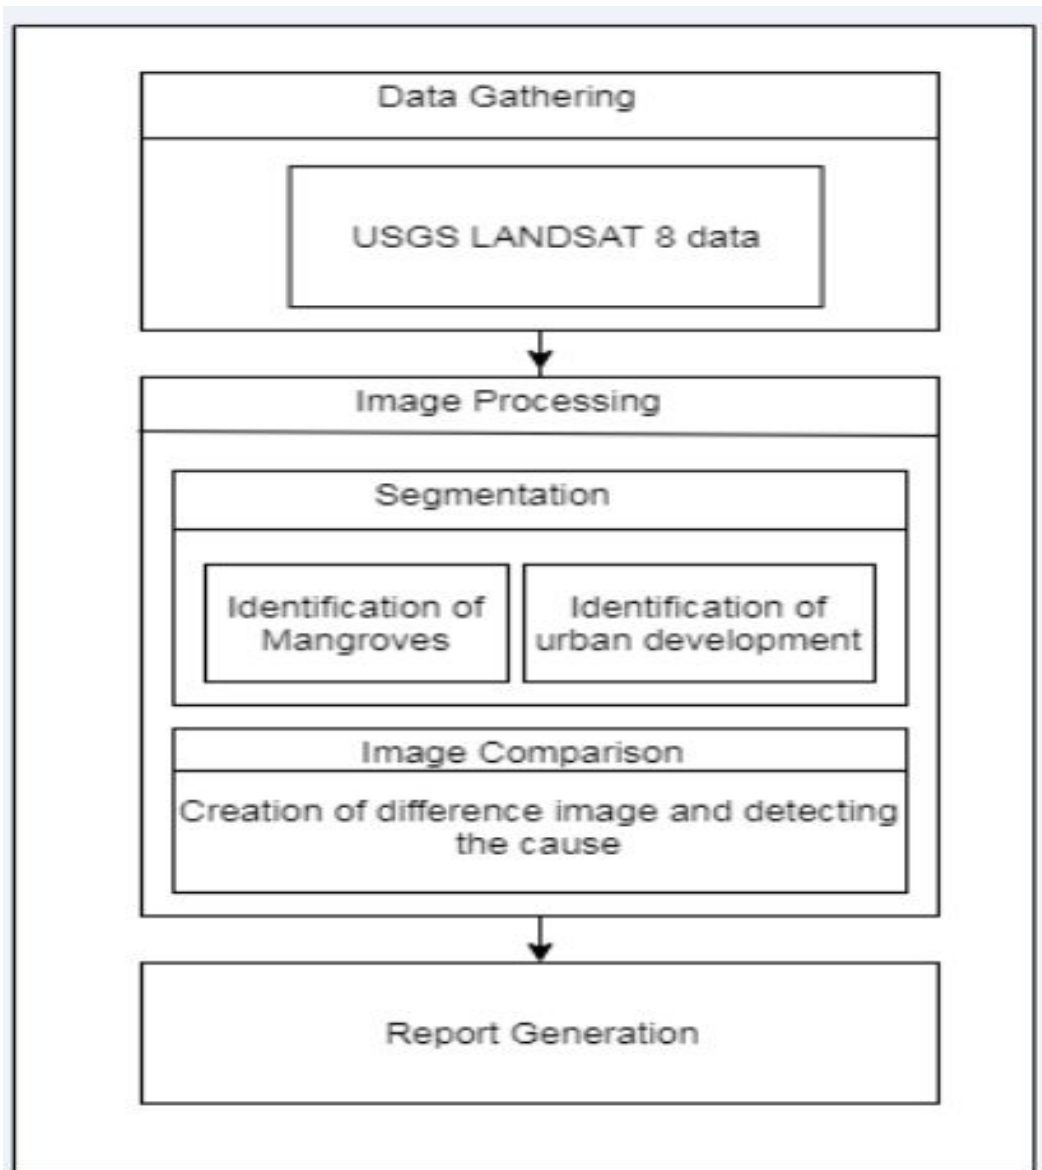 Data Gathering
USGS LANDSAT 8 data
Image Processing
Segmentation
Identification of
Mangroves
Identification of
urban development
Image Comparison
Creation of difference image and detecting
the cause
Report Generation